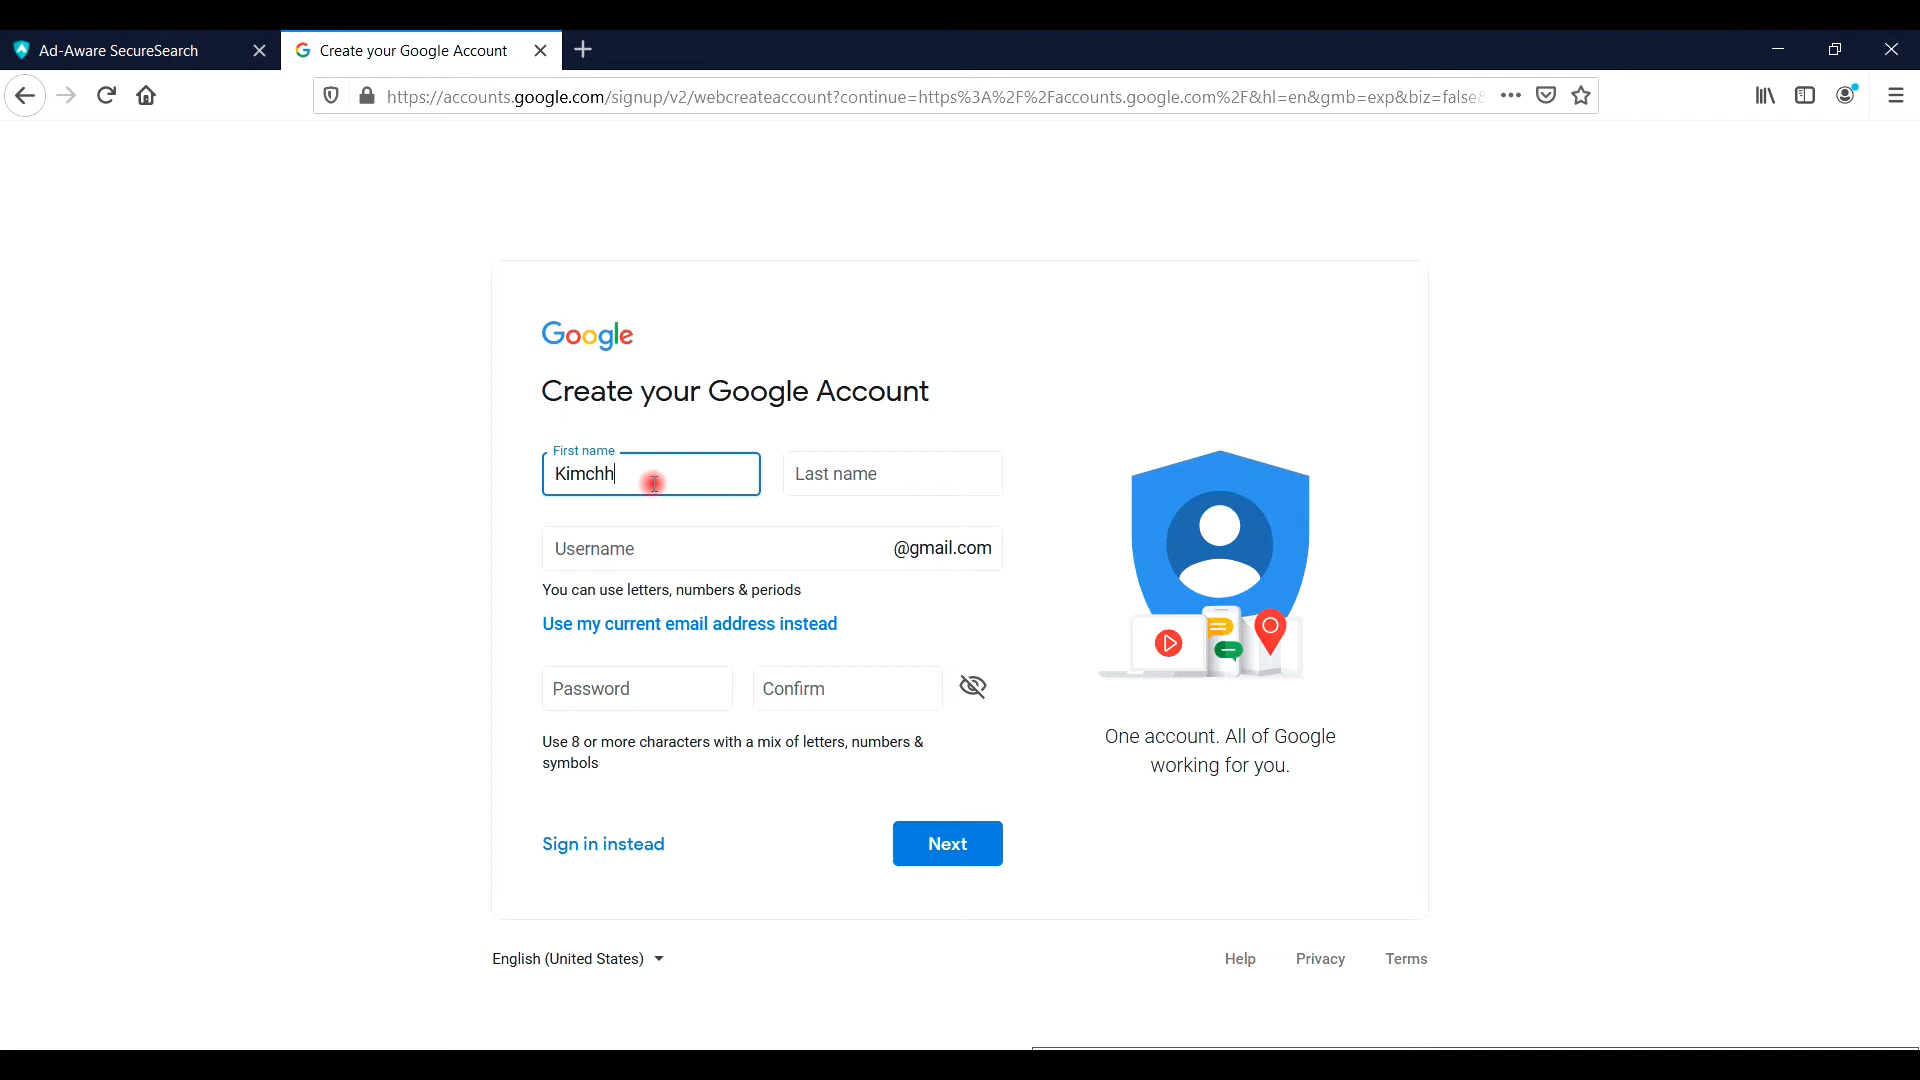 Ad-Aware SecureSearch
Create your Google Account
https://accounts.google.com/signup/v2/webcreateaccount?continue=https%3A%2F%2Faccounts.google.com%2F&hl=en&gmb=exp&biz=false&
Google
Create your Google Account
First name
Kimchh
Last name
Username @gmail.com
You can use letters, numbers & periods
Use my current email address instead
Password
Confirm
Use 8 or more characters with a mix of letters, numbers &
symbols
Sign in instead
Next
One account. All of Google
working for you.
English (United States)
Help
Privacy
Terms